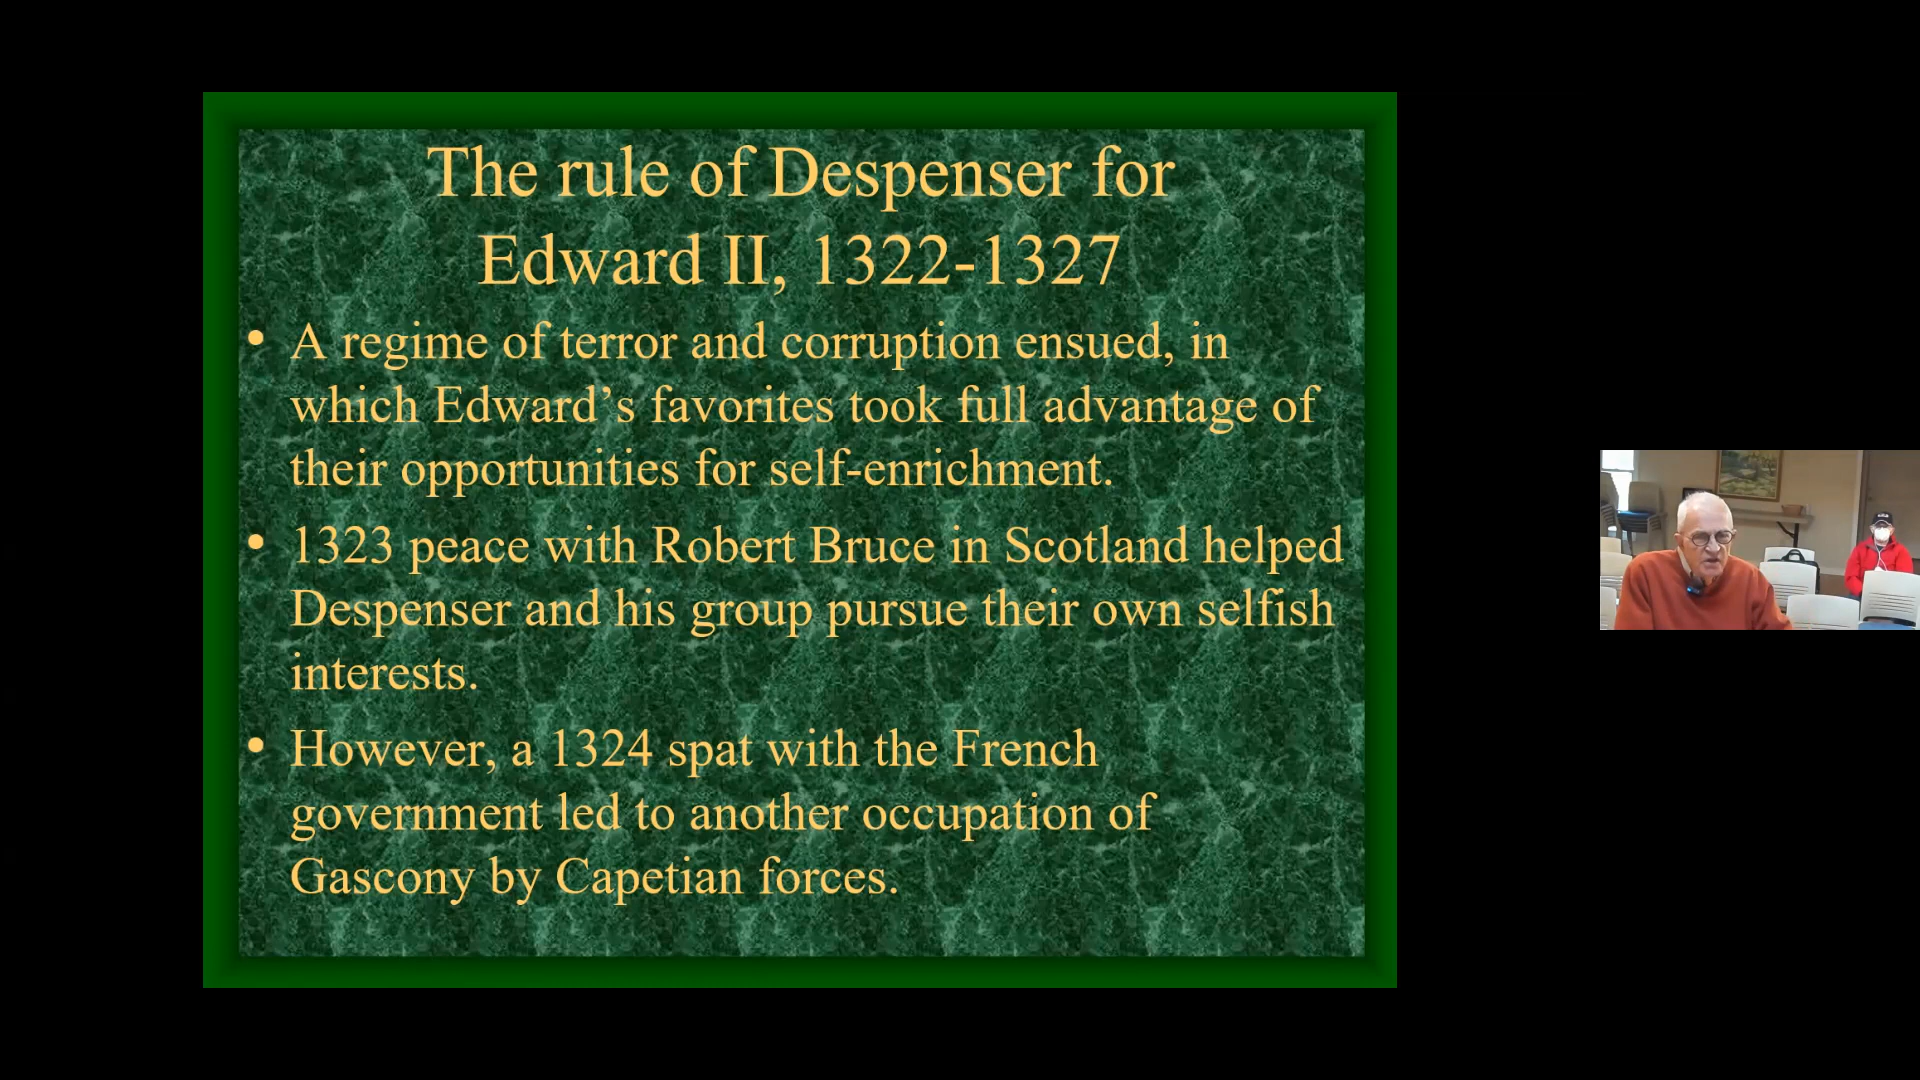 The rule of Despenser for
Edward II, 1322-1327
• A regime of terror and corruption ensued, in
which Edward’s favorites took full advantage of
their opportunities for self-enrichment.
• 1323 peace with Robert Bruce in Scotland helped
Despenser and his group pursue their own selfish
interests.
• However, a 1324 spat with the French
government led to another occupation of
Gascony by Capetian forces.